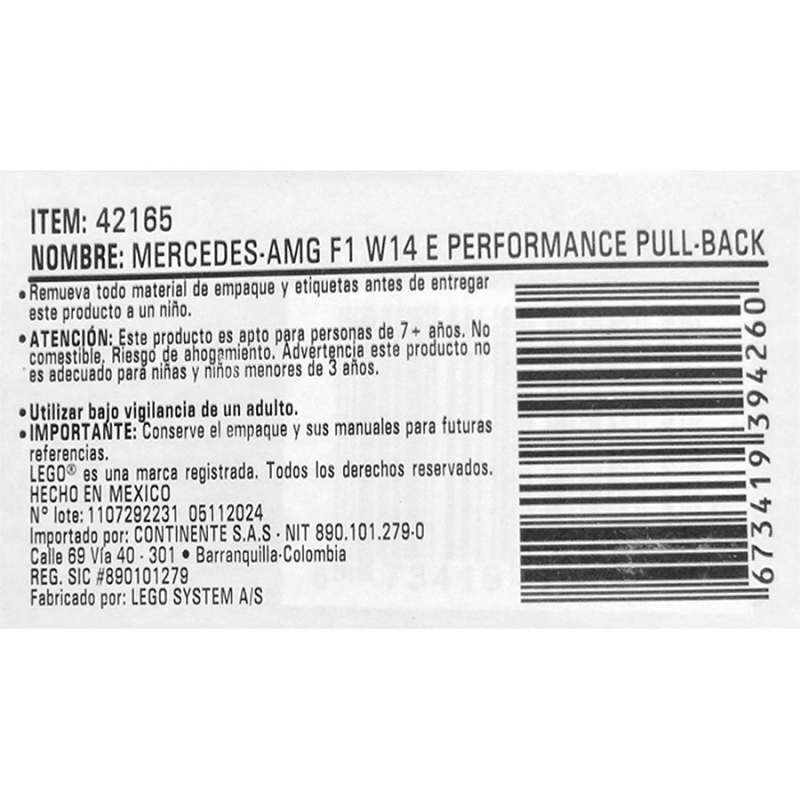 ITEM: 42165
NOMBRE: MERCEDES-AMG F1 W14 E PERFORMANCE PULL-BACK
• Remueva todo material de empaque y etiquetas antes de entregar
este producto a un niño.
• ATENCIÓN: Este producto es apto para personas de 7+ años. No
comestible, Riesgo de ahogamiento. Advertencia este producto no
es adecuado para niñas y niños menores de 3 años.
• Utilizar bajo vigilancia de un adulto.
• IMPORTANTE: Conserve el empaque y sus manuales para futuras
referencias.
LEGO® es una marca registrada. Todos los derechos reservados.
HECHO EN MEXICO
N° lote: 1107292231 05112024
Importado por: CONTINENTE S.A.S - NIT 890.101.279-0
Calle 69 Vía 40 - 301 • Barranquilla-Colombia
REG. SIC #890101279
Fabricado por: LEGO SYSTEM A/S
673419394260